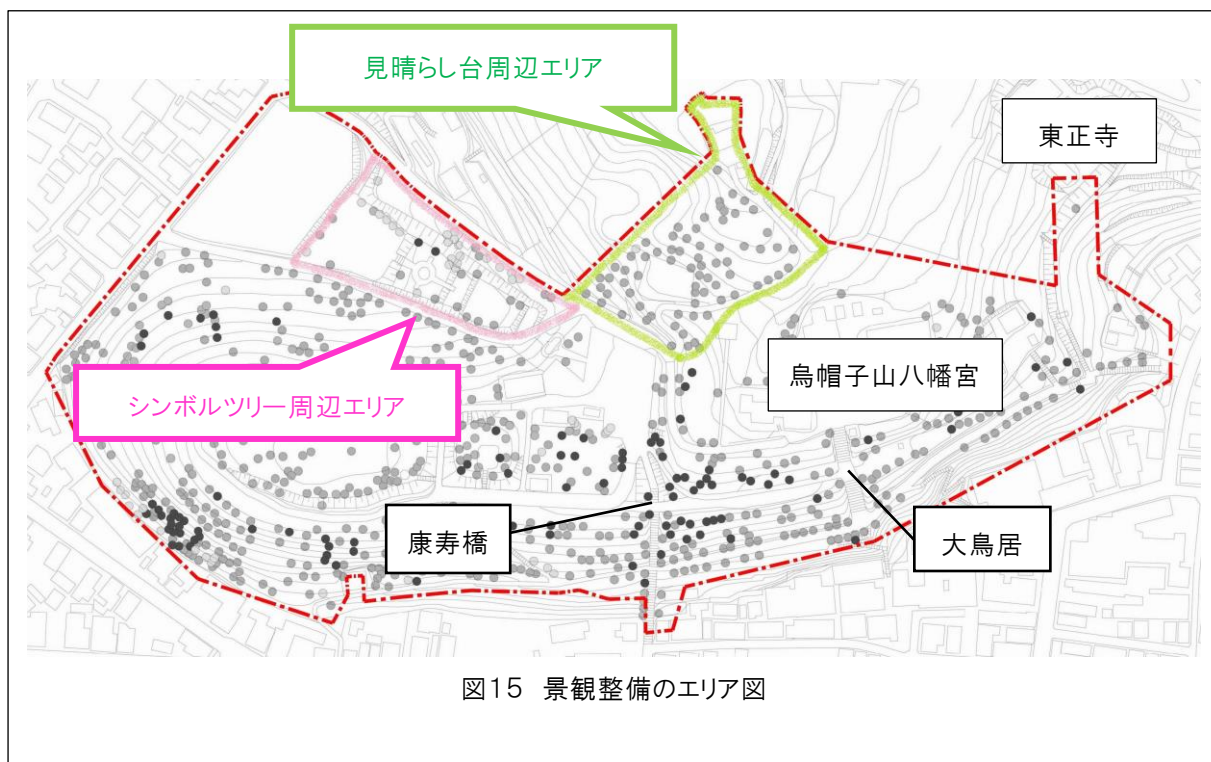 見晴らし台周辺エリア
東正寺
烏帽子山八幡宮
シンボルツリー周辺エリア
康寿橋
大鳥居
図15 景観整備のエリア図